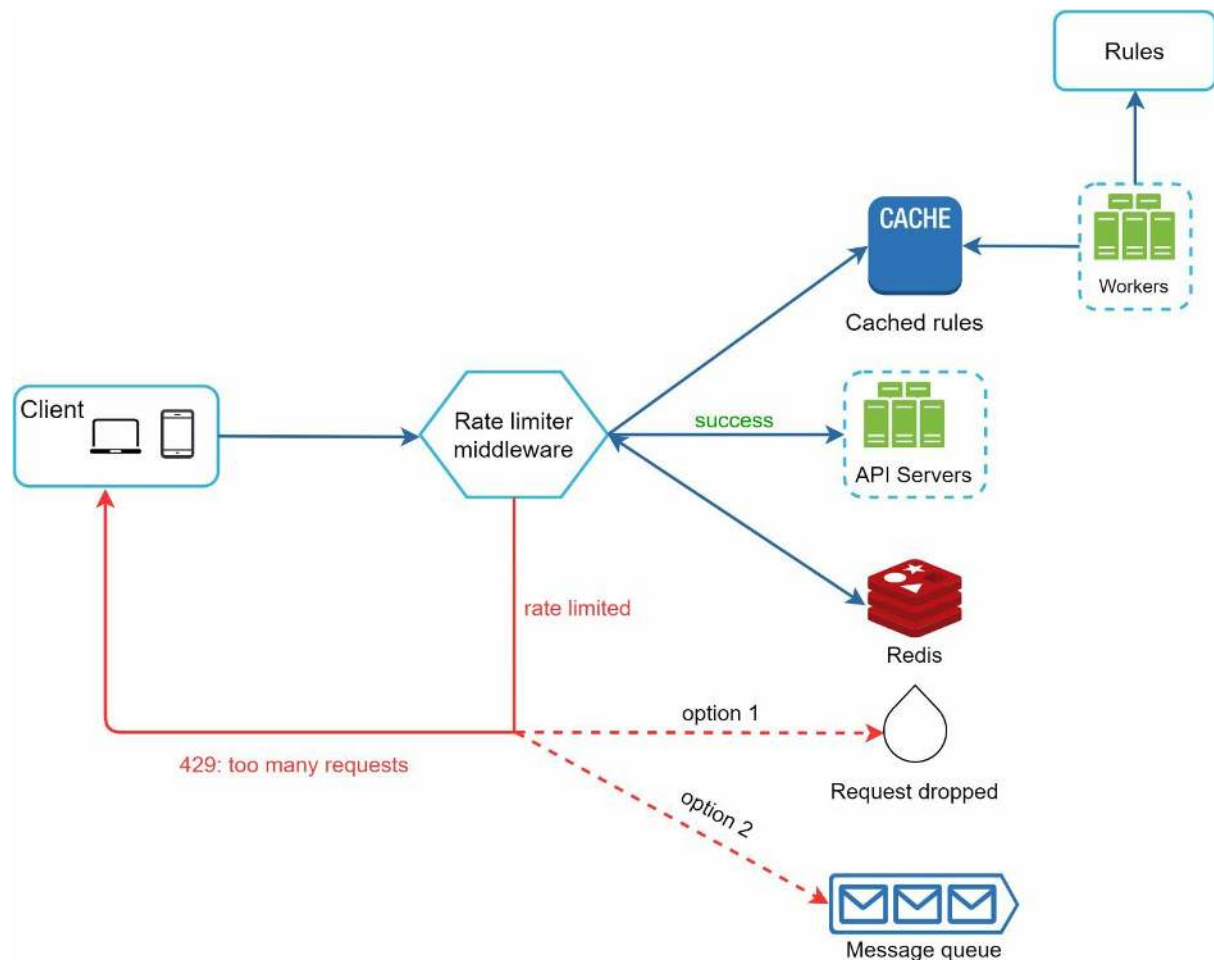 Rules
CACHE
Workers
Cached rules
Client
Rate limiter
middleware
success
API Servers
rate limited
Redis
option 1
429: too many requests
Request dropped
option 2
Message queue